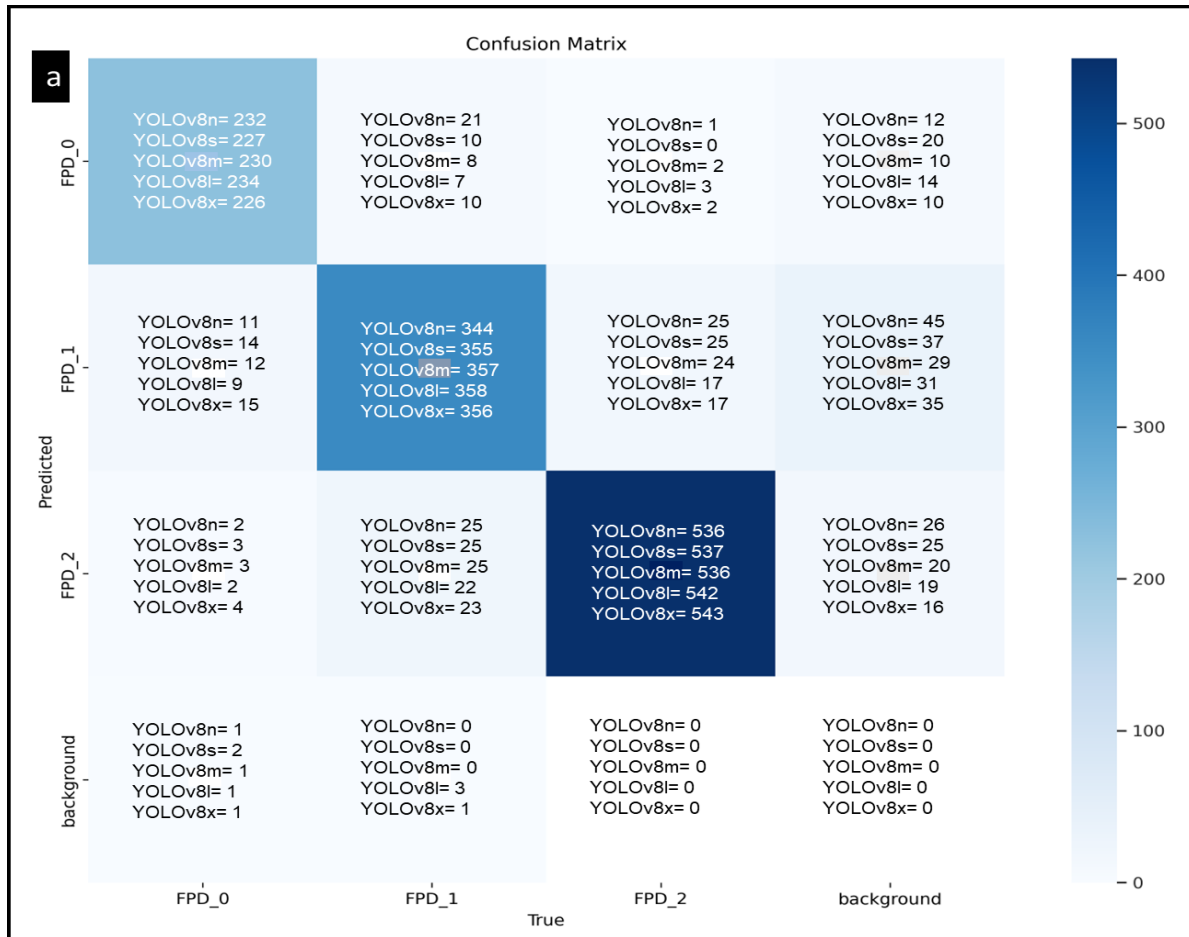 Confusion Matrix
a
FPD_0
YOLOv8n= 232
YOLOv8s= 227
YOLOv8m= 230
YOLOv8l= 234
YOLOv8x= 226
YOLOv8n= 21
YOLOv8s= 10
YOLOv8m= 8
YOLOv8l= 7
YOLOv8x= 10
YOLOv8n= 1
YOLOv8s= 0
YOLOv8m= 2
YOLOv8l= 3
YOLOv8x= 2
YOLOv8n= 12
YOLOv8s= 20
YOLOv8m= 10
YOLOv8l= 14
YOLOv8x= 10
FPD_1
YOLOv8n= 11
YOLOv8s= 14
YOLOv8m= 12
YOLOv8l= 9
YOLOv8x= 15
YOLOv8n= 344
YOLOv8s= 355
YOLOv8m= 357
YOLOv8l= 358
YOLOv8x= 356
YOLOv8n= 25
YOLOv8s= 25
YOLOv8m= 24
YOLOv8l= 17
YOLOv8x= 17
YOLOv8n= 45
YOLOv8s= 37
YOLOv8m= 29
YOLOv8l= 31
YOLOv8x= 35
Predicted
FPD_2
YOLOv8n= 2
YOLOv8s= 3
YOLOv8m= 3
YOLOv8l= 2
YOLOv8x= 4
YOLOv8n= 25
YOLOv8s= 25
YOLOv8m= 25
YOLOv8l= 22
YOLOv8x= 23
YOLOv8n= 536
YOLOv8s= 537
YOLOv8m= 536
YOLOv8l= 542
YOLOv8x= 543
YOLOv8n= 26
YOLOv8s= 25
YOLOv8m= 20
YOLOv8l= 19
YOLOv8x= 16
background
YOLOv8n= 1
YOLOv8s= 2
YOLOv8m= 1
YOLOv8l= 1
YOLOv8x= 1
YOLOv8n= 0
YOLOv8s= 0
YOLOv8m= 0
YOLOv8l= 3
YOLOv8x= 1
YOLOv8n= 0
YOLOv8s= 0
YOLOv8m= 0
YOLOv8l= 0
YOLOv8x= 0
YOLOv8n= 0
YOLOv8s= 0
YOLOv8m= 0
YOLOv8l= 0
YOLOv8x= 0
FPD_0
FPD_1
FPD_2
background
True
500
400
300
200
100
0